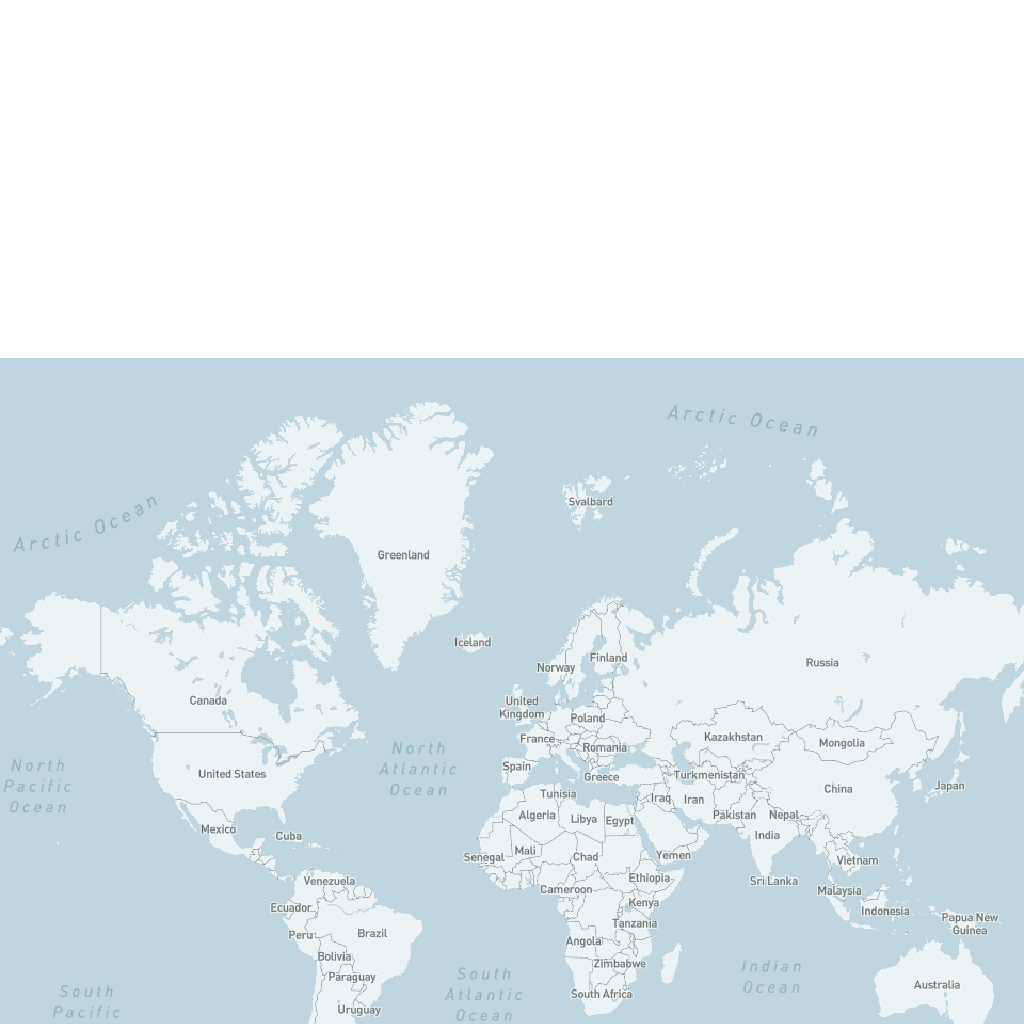 Arctic Ocean
Svalbard
Arctic Ocean
Greenland
Iceland
Norway
Finland
Russia
Canada
United
Kingdom
Poland
France
Romania
Kazakhstan
Mongolia
North
Pacific
Ocean
North
Atlantic
Ocean
United States
Spain
Greece
Turkmenistan
China
Japan
Tunisia
Iraq
Iran
Algeria
Libya
Egypt
Pakistan
Nepal
Mexico
Cuba
India
Senegal
Mali
Chad
Yemen
Vietnam
Venezuela
Cameroon
Ethiopia
Sri Lanka
Malaysia
Ecuador
Kenya
Indonesia
Papua New
Guinea
Peru
Brazil
Tanzania
Angola
Bolivia
Zimbabwe
Paraguay
South
Atlantic
Ocean
Indian
Ocean
Australia
South
Pacific
South Africa
Uruguay